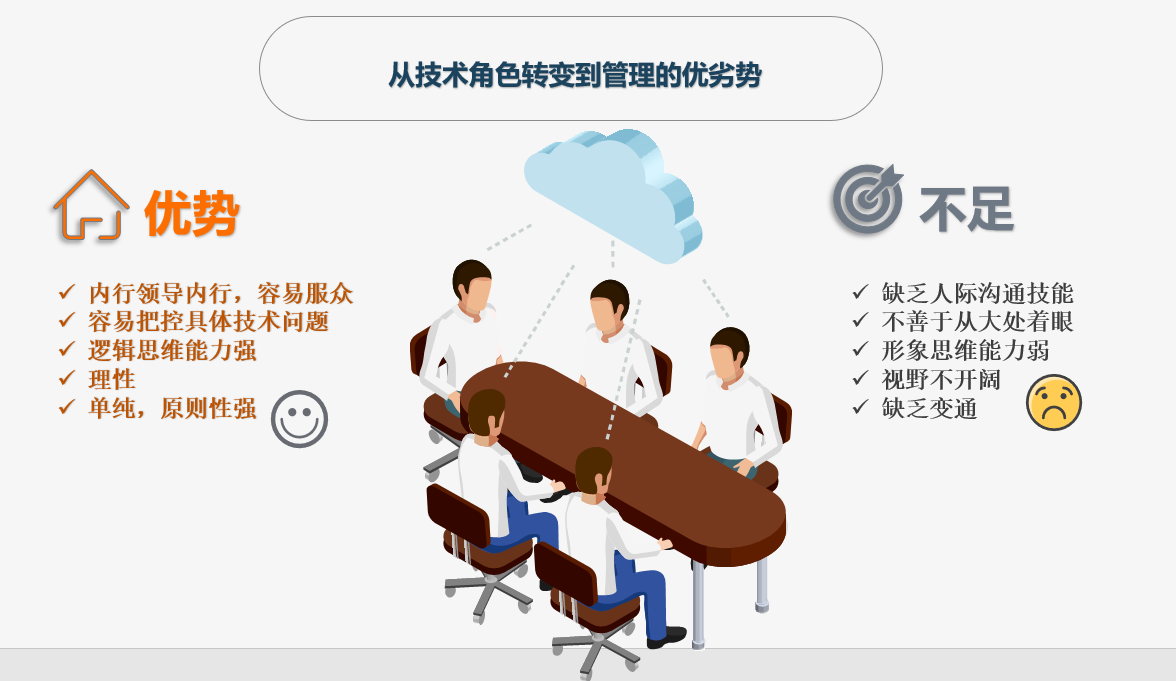 从技术角色转变到管理的优劣势
优势
内行领导内行，容易服众
容易把控具体技术问题
逻辑思维能力强
理性
单纯，原则性强
不足
缺乏人际沟通技能
不善于从大处着眼
形象思维能力弱
视野不开阔
缺乏变通